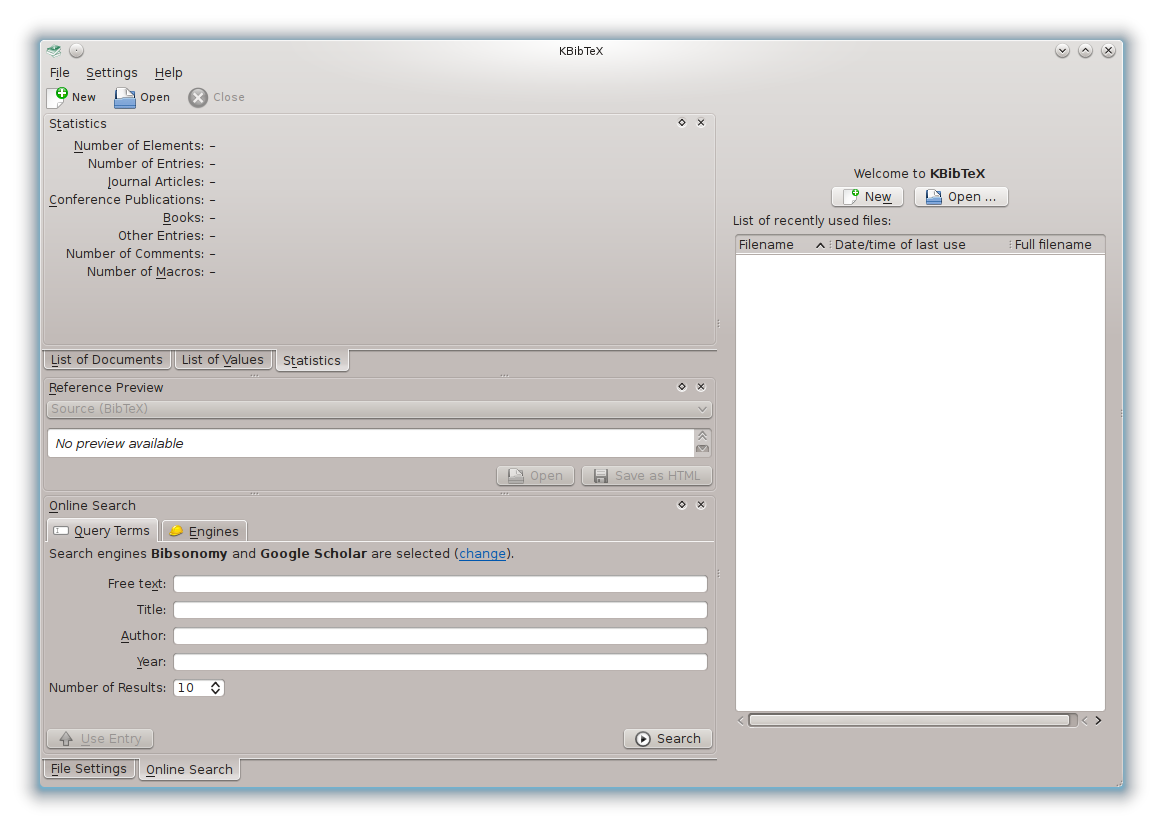 KBibTeX
File Settings Help
New Open Close
Statistics
Number of Elements: –
Number of Entries: –
Journal Articles: –
Conference Publications: –
Books: –
Other Entries: –
Number of Comments: –
Number of Macros: –
List of Documents List of Values Statistics
Reference Preview
Source (BibTeX)
No preview available
Open Save as HTML
Online Search
Query Terms Engines
Search engines Bibsonomy and Google Scholar are selected (change).
Free text:
Title:
Author:
Year:
Number of Results: 10
Use Entry Search
File Settings Online Search
Welcome to KBibTeX
New Open ...
List of recently used files:
Filename Date/time of last use Full filename